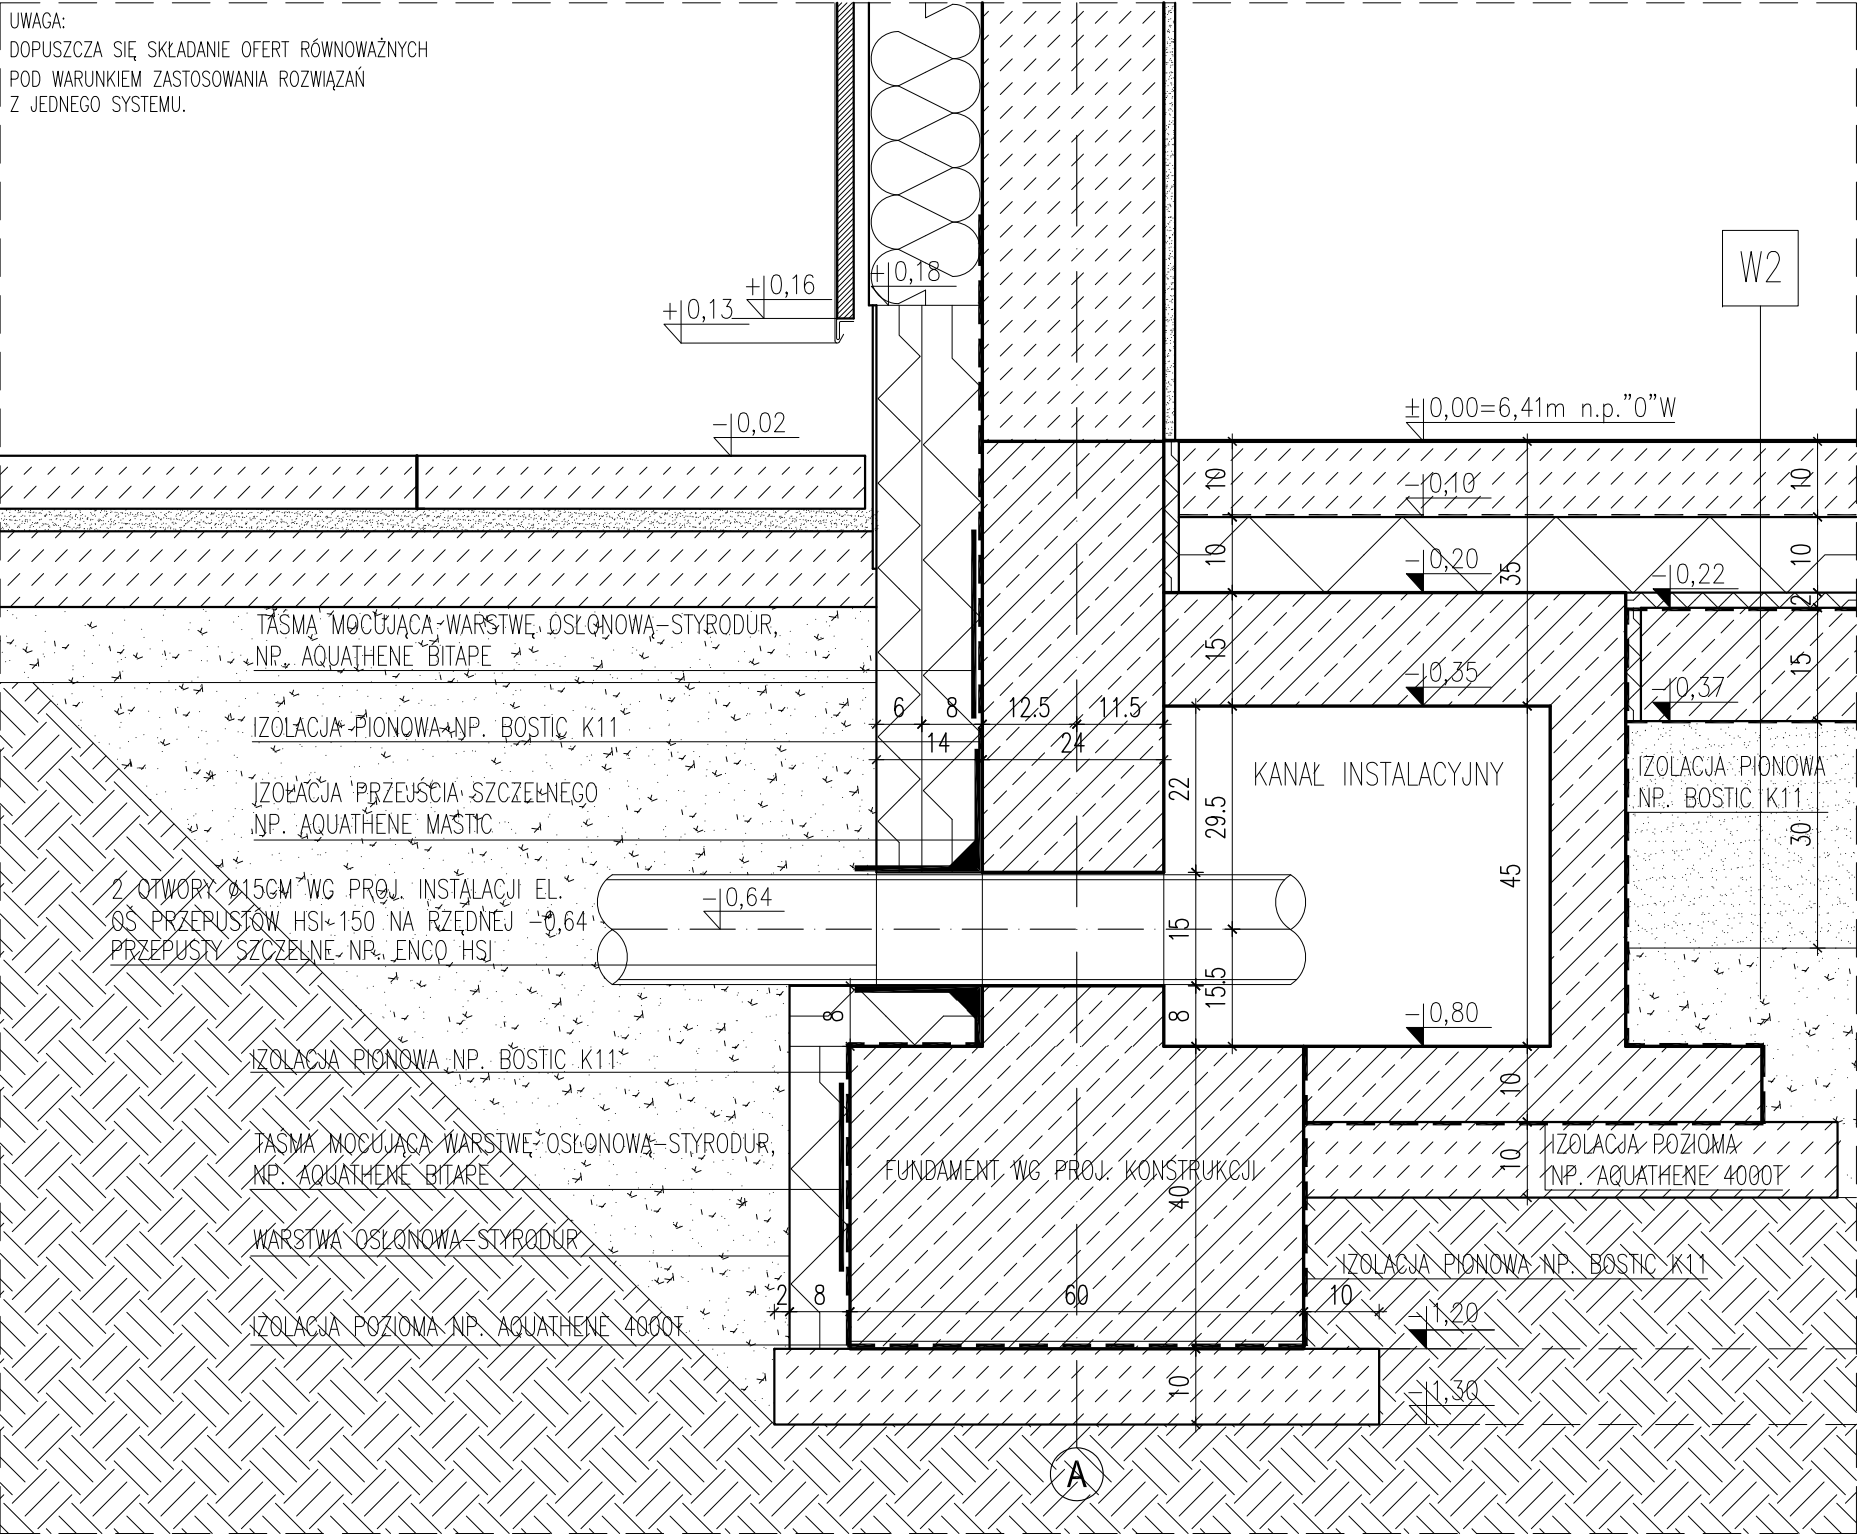 UWAGA:
DOPUSZCZA SIĘ SKŁADANIE OFERT RÓWNOWAŻNYCH
POD WARUNKIEM ZASTOSOWANIA ROZWIĄZAŃ
Z JEDNEGO SYSTEMU.
W2
+0,18
+0,16
+0,13
-0,02
±0,00=6,41m n.p."0"W
10
-0,10
10
10
-0,20
35
10
-0,22
2
TAŚMA MOCUJĄCA WARSTWĘ OSŁONOWĄ-STYRODUR,
NP. AQUATHENE BITAPE
15
-0,35
15
-0,37
6
8
12.5
11.5
IZOLACJA PIONOWA NP. BOSTIC K11
14
24
IZOLACJA PRZEJŚCIA SZCZELNEGO
NP. AQUATHENE MASTIC
22
29.5
KANAŁ INSTALACYJNY
IZOLACJA PIONOWA
NP. BOSTIC K11
30
45
2 OTWORY Ø15CM WG PROJ. INSTALACJI EL.
OŚ PRZEPUSTÓW HSI 150 NA RZĘDNEJ -0,64
PRZEPUSTY SZCZELNE NP. ENCO HSI
-0,64
15
15.5
8
8
-0,80
IZOLACJA PIONOWA NP. BOSTIC K11
10
TAŚMA MOCUJĄCA WARSTWĘ OSŁONOWĄ-STYRODUR,
NP. AQUATHENE BITAPE
FUNDAMENT WG PROJ. KONSTRUKCJI
40
10
IZOLACJA POZIOMA
NP. AQUATHENE 4000T
WARSTWA OSŁONOWA-STYRODUR
IZOLACJA PIONOWA NP. BOSTIC K11
2
8
60
10
-1,20
IZOLACJA POZIOMA NP. AQUATHENE 4000T
10
-1,30
A